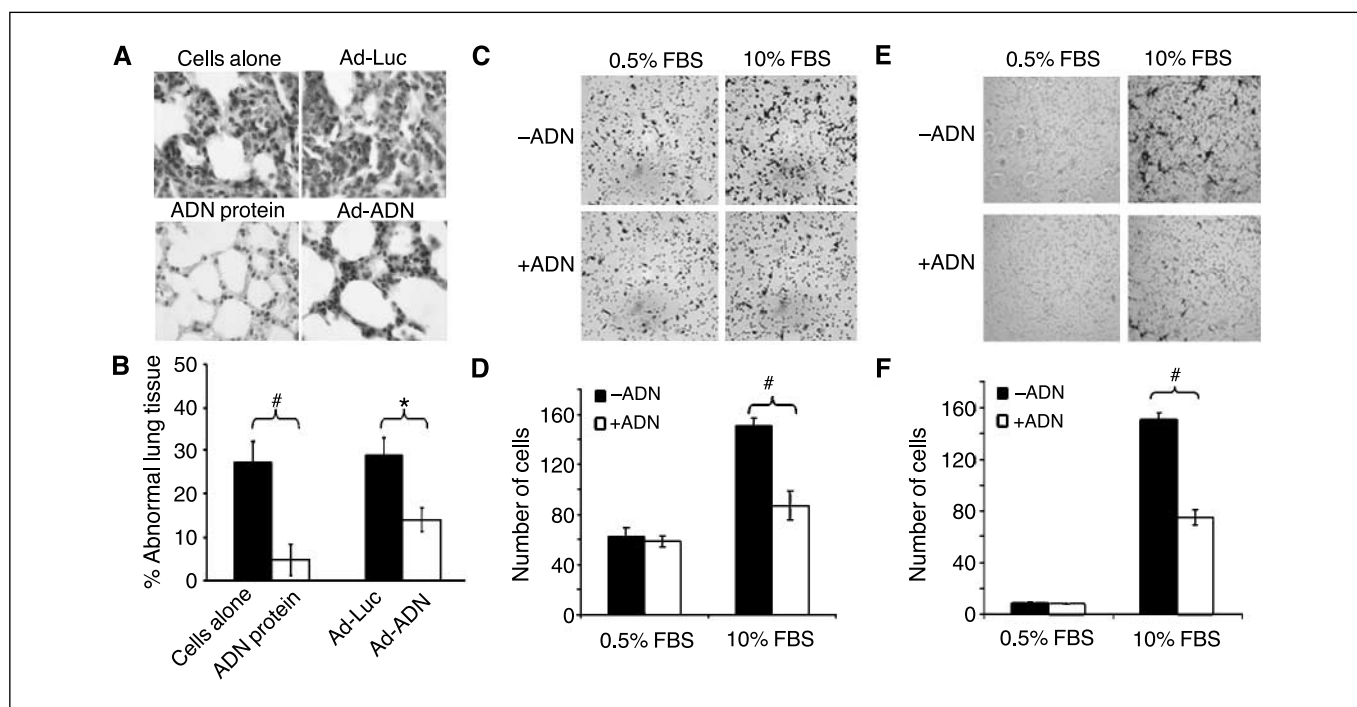 A
Cells alone Ad-Luc
ADN protein Ad-ADN
B
% Abnormal lung tissue
50
40
30
20
10
0
#
*
Cells alone
ADN protein
Ad-Luc
Ad-ADN
C
0.5% FBS 10% FBS
–ADN
+ADN
D
Number of cells
160
120
80
40
0
–ADN
+ADN
#
0.5% FBS 10% FBS
E
0.5% FBS 10% FBS
–ADN
+ADN
F
Number of cells
160
120
80
40
0
–ADN
+ADN
#
0.5% FBS 10% FBS